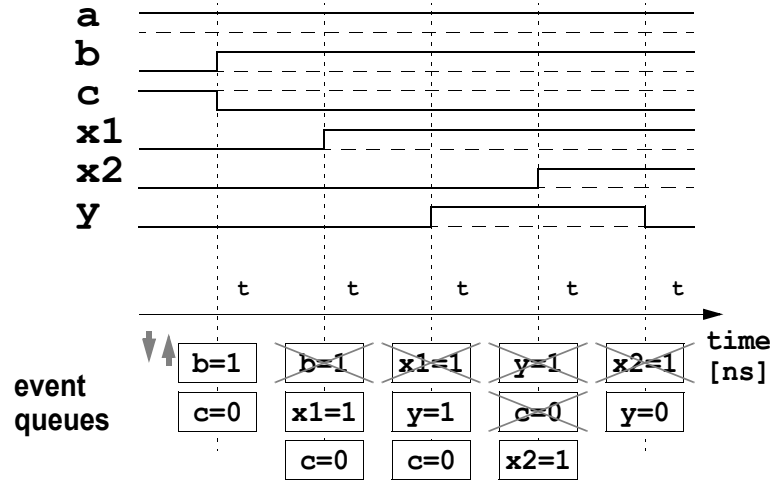 a
b
c
x1
x2
y
t t t t t
time
[ns]
b=1 b=1 x1=1 y=1 x2=1
event
queues
c=0 x1=1 y=1 c=0 y=0
c=0 c=0 x2=1